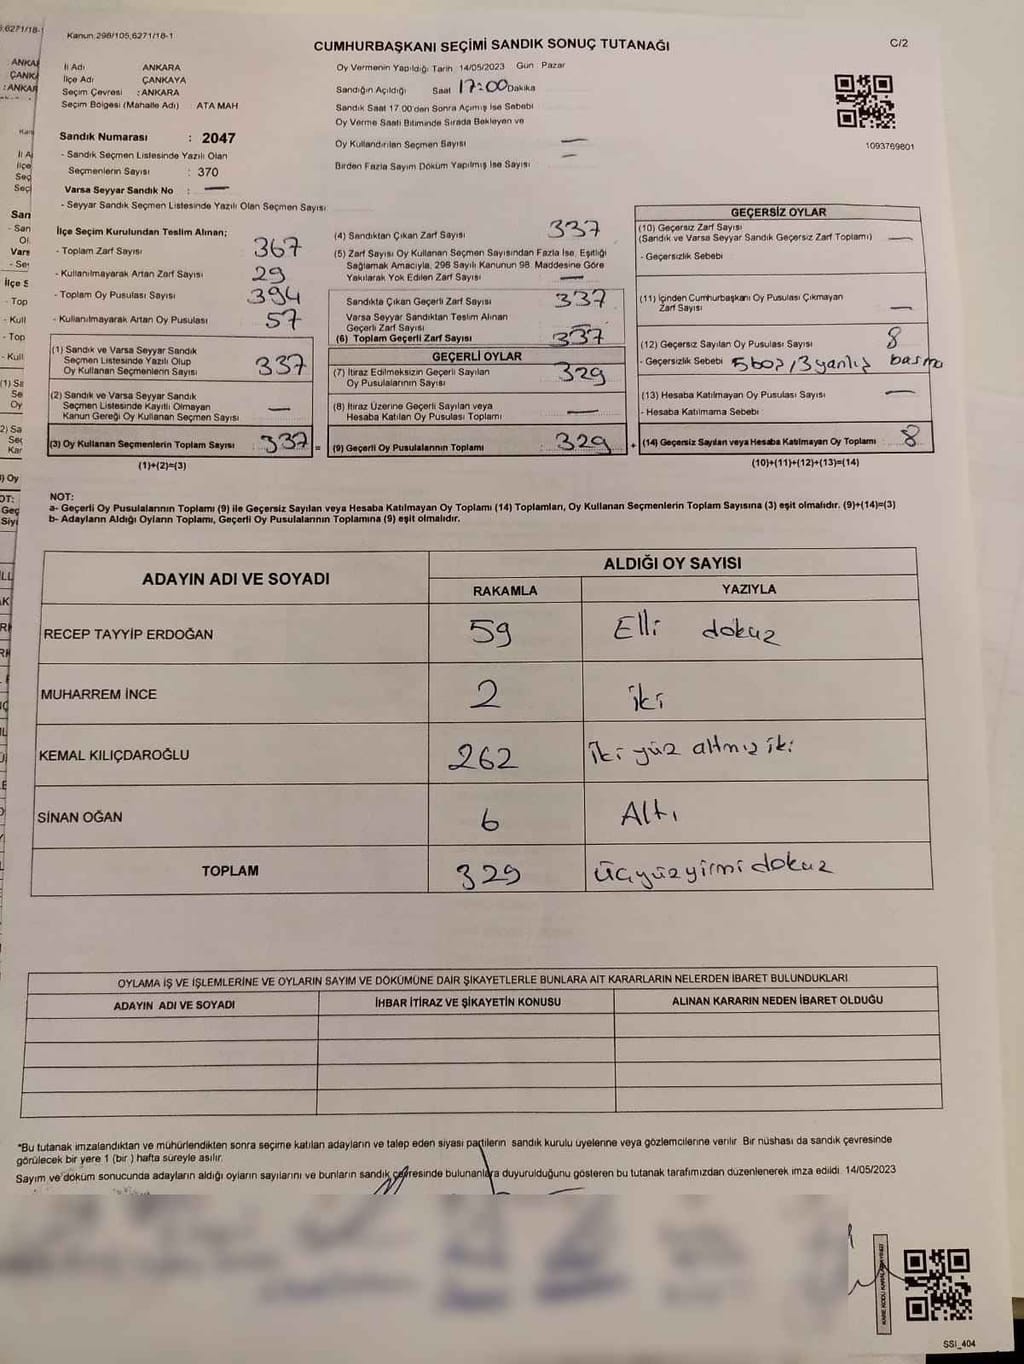 5,6271/18-1
Kanun:298/105,6271/18-1
CUMHURBAŞKANI SEÇİMİ SANDIK SONUÇ TUTANAĞI
C/2
İl Adı ANKARA
İlçe Adı ÇANKAYA
Seçim Çevresi : ANKARA
Seçim Bölgesi (Mahalle Adı) ATA MAH
Oy Vermenin Yapıldığı Tarih 14/05/2023 Gün : Pazar
Sandığın Açıldığı Saat 17:00 Dakika
Sandık Saat 17.00'den Sonra Açımış İse Sebebi
Oy Verme Saati Bitiminde Sırada Bekleyen ve
Oy Kullandırılan Seçmen Sayısı —
Birden Fazla Sayım Döküm Yapılmış İse Sayısı —
1093769801
Sandık Numarası : 2047
- Sandık Seçmen Listesinde Yazılı Olan
Seçmenlerin Sayısı : 370
Varsa Seyyar Sandık No : —
- Seyyar Sandık Seçmen Listesinde Yazılı Olan Seçmen Sayısı
İlçe Seçim Kurulundan Teslim Alınan;
- Toplam Zarf Sayısı 367
- Kullanılmayarak Artan Zarf Sayısı 29
- Toplam Oy Pusulası Sayısı 394
- Kullanılmayarak Artan Oy Pusulası 57
(1) Sandık ve Varsa Seyyar Sandık
Seçmen Listesinde Yazılı Olup
Oy Kullanan Seçmenlerin Sayısı 337
(2) Sandık ve Varsa Seyyar Sandık
Seçmen Listesinde Kayıtlı Olmayan
Kanun Gereği Oy Kullanan Seçmen Sayısı —
(3) Oy Kullanan Seçmenlerin Toplam Sayısı 337 =
(1)+(2)=(3)
(4) Sandıktan Çıkan Zarf Sayısı 337
(5) Zarf Sayısı Oy Kullanan Seçmen Sayısından Fazla İse, Eşitliği
Sağlamak Amacıyla, 298 Sayılı Kanunun 98. Maddesine Göre
Yakılarak Yok Edilen Zarf Sayısı —
Sandıkta Çıkan Geçerli Zarf Sayısı 337
Varsa Seyyar Sandıktan Teslim Alınan
Geçerli Zarf Sayısı —
(6) Toplam Geçerli Zarf Sayısı 337
GEÇERLİ OYLAR
(7) İtiraz Edilmeksizin Geçerli Sayılan
Oy Pusulalarının Sayısı 329
(8) İtiraz Üzerine Geçerli Sayılan veya
Hesaba Katılan Oy Pusulası Toplamı —
(9) Geçerli Oy Pusulalarının Toplamı 329 +
GEÇERSİZ OYLAR
(10) Geçersiz Zarf Sayısı
(Sandık ve Varsa Seyyar Sandık Geçersiz Zarf Toplamı) —
- Geçersizlik Sebebi
(11) İçinden Cumhurbaşkanı Oy Pusulası Çıkmayan
Zarf Sayısı —
(12) Geçersiz Sayılan Oy Pusulası Sayısı 8
- Geçersizlik Sebebi 5 boş / 3 yanlış basma
(13) Hesaba Katılmayan Oy Pusulası Sayısı —
- Hesaba Katılmama Sebebi
(14) Geçersiz Sayılan veya Hesaba Katılmayan Oy Toplamı 8
(10)+(11)+(12)+(13)=(14)
NOT:
a- Geçerli Oy Pusulalarının Toplamı (9) ile Geçersiz Sayılan veya Hesaba Katılmayan Oy Toplamı (14) Toplamları, Oy Kullanan Seçmenlerin Toplam Sayısına (3) eşit olmalıdır. (9)+(14)=(3)
b- Adayların Aldığı Oyların Toplamı, Geçerli Oy Pusulalarının Toplamına (9) eşit olmalıdır.
ADAYIN ADI VE SOYADI
ALDIĞI OY SAYISI
RAKAMLA YAZIYLA
RECEP TAYYİP ERDOĞAN 59 Elli dokuz
MUHARREM İNCE 2 iki
KEMAL KILIÇDAROĞLU 262 İki yüz altmış iki
SİNAN OĞAN 6 Altı
TOPLAM 329 üçyüzyirmi dokuz
OYLAMA İŞ VE İŞLEMLERİNE VE OYLARIN SAYIM VE DÖKÜMÜNE DAİR ŞİKAYETLERLE BUNLARA AİT KARARLARIN NELERDEN İBARET BULUNDUKLARI
ADAYIN ADI VE SOYADI İHBAR İTİRAZ VE ŞİKAYETİN KONUSU ALINAN KARARIN NEDEN İBARET OLDUĞU
*Bu tutanak imzalandıktan ve mühürlendikten sonra seçime katılan adayların ve talep eden siyasi partilerin sandık kurulu üyelerine veya gözlemcilerine verilir. Bir nüshası da sandık çevresinde
görülecek bir yere 1 (bir ) hafta süreyle asılır.
Sayım ve döküm sonucunda adayların aldığı oyların sayılarını ve bunların sandık çevresinde bulunanlara duyurulduğunu gösteren bu tutanak tarafımızdan düzenlenerek imza edildi. 14/05/2023
SSI_404